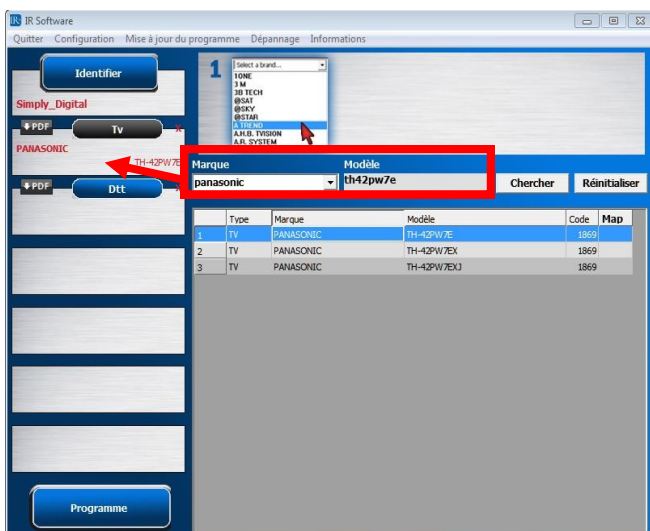 IR Software
Quitter Configuration Mise à jour du programme Dépannage Informations
Identifier
Simply_Digital
PDF Tv x
PANASONIC
TH-42PW7E
PDF Dtt
Programme
1
Select a brand...
1ONE
3 M
3B TECH
@SAT
@SKY
@STAR
A TREND
A.H.B. TVISION
A.R. SYSTEM
Marque Modèle
panasonic th42pw7e Chercher Réinitialiser
Type Marque Modèle Code Map
1 TV PANASONIC TH-42PW7E 1869
2 TV PANASONIC TH-42PW7EX 1869
3 TV PANASONIC TH-42PW7EXJ 1869